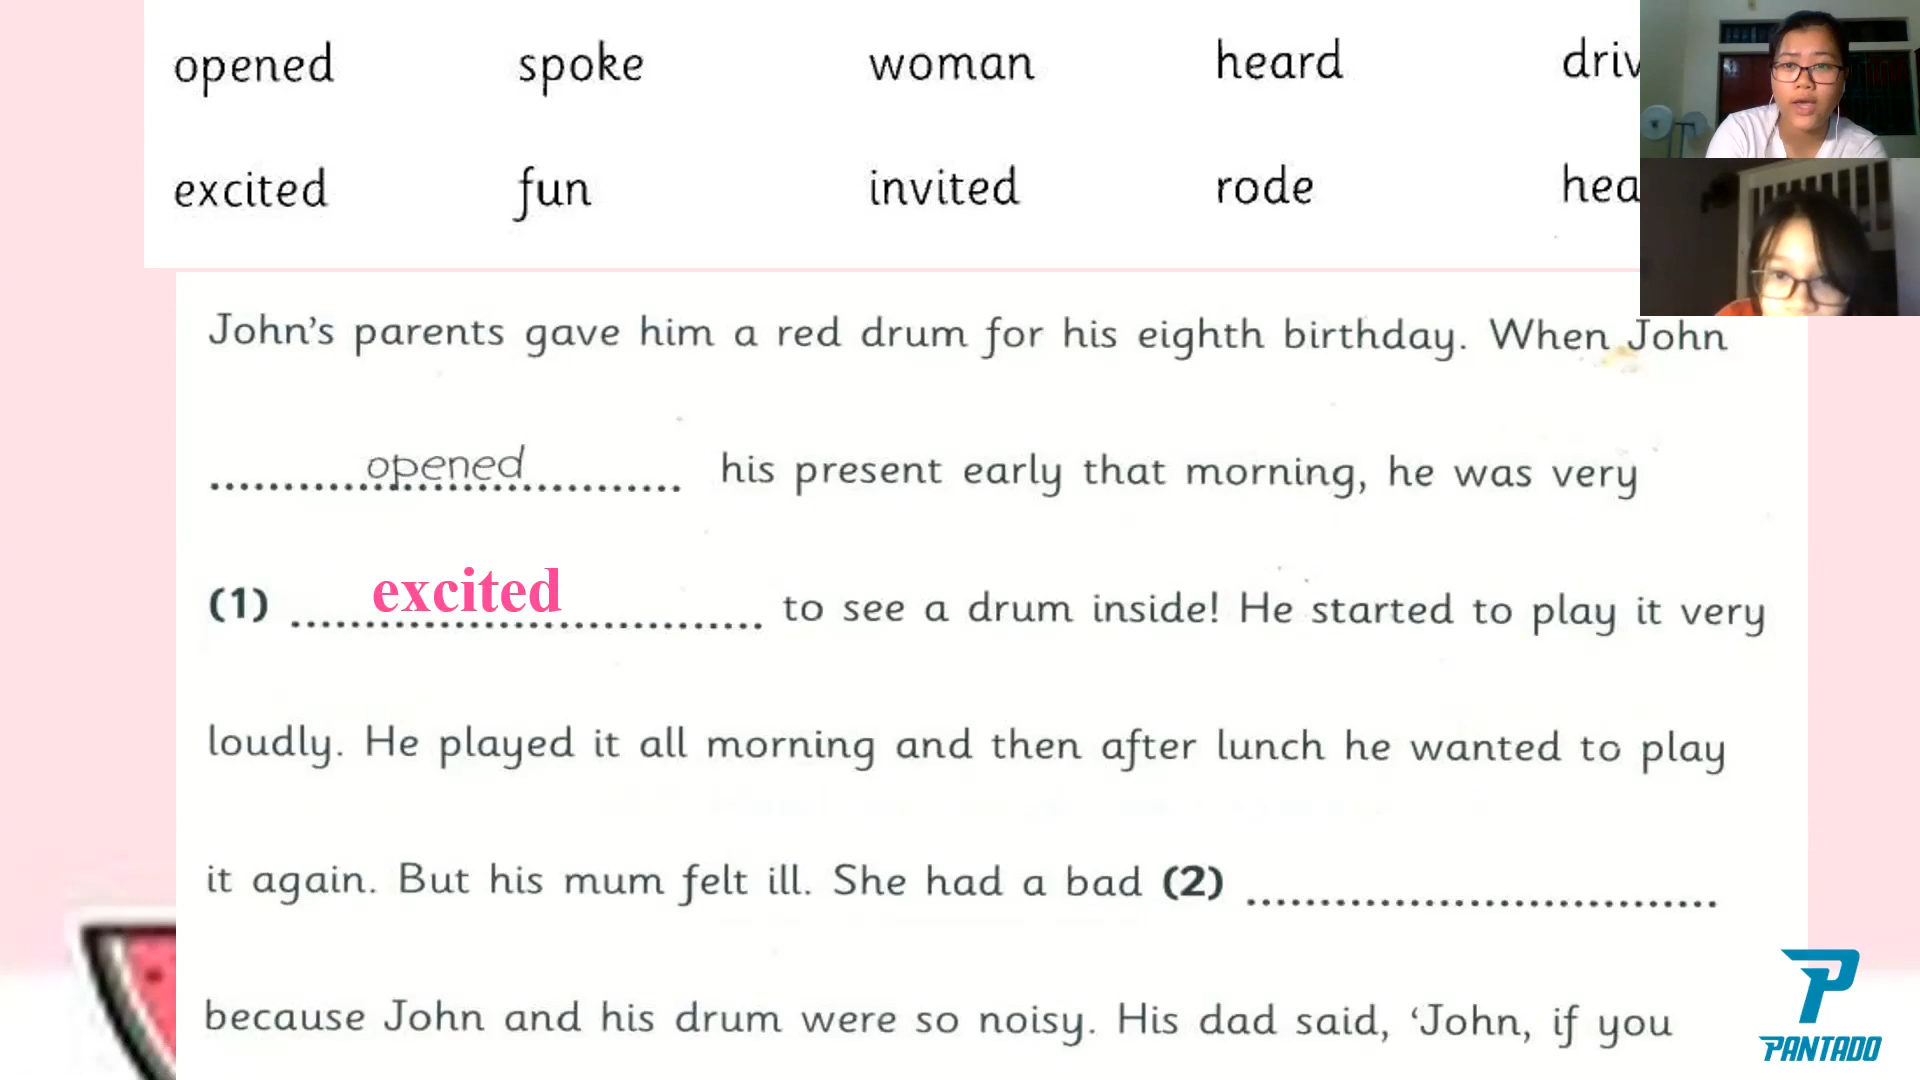 opened spoke woman heard
excited fun invited rode
John's parents gave him a red drum for his eighth birthday. When John
opened his present early that morning, he was very
(1) excited to see a drum inside! He started to play it very
loudly. He played it all morning and then after lunch he wanted to play
it again. But his mum felt ill. She had a bad (2)
because John and his drum were so noisy. His dad said, ‘John, if you
PANTADO